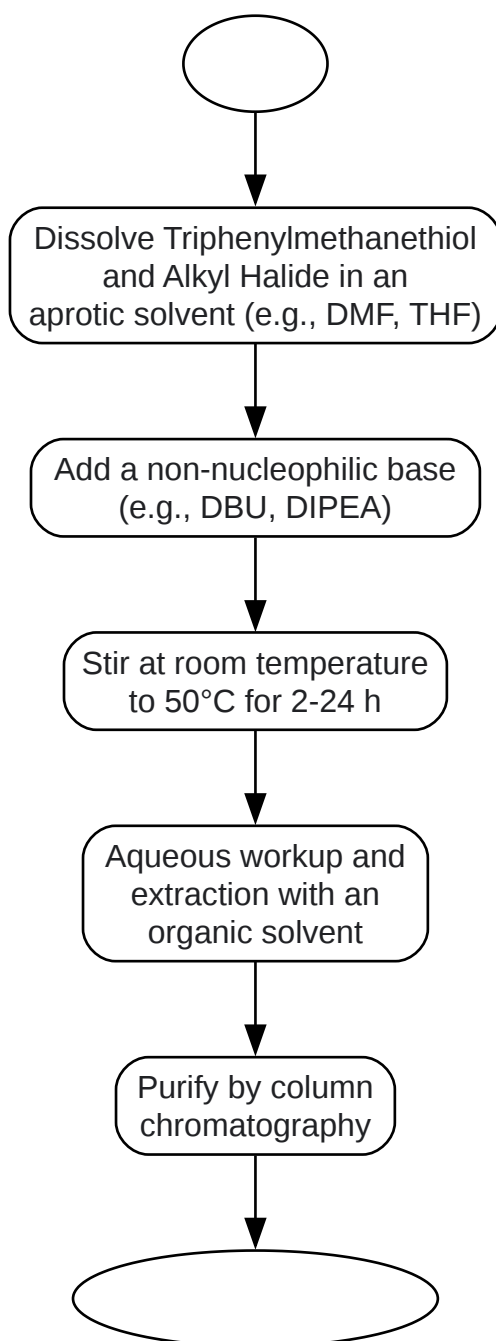 Dissolve Triphenylmethanethiol
and Alkyl Halide in an
aprotic solvent (e.g., DMF, THF)
Add a non-nucleophilic base
(e.g., DBU, DIPEA)
Stir at room temperature
to 50°C for 2-24 h
Aqueous workup and
extraction with an
organic solvent
Purify by column
chromatography